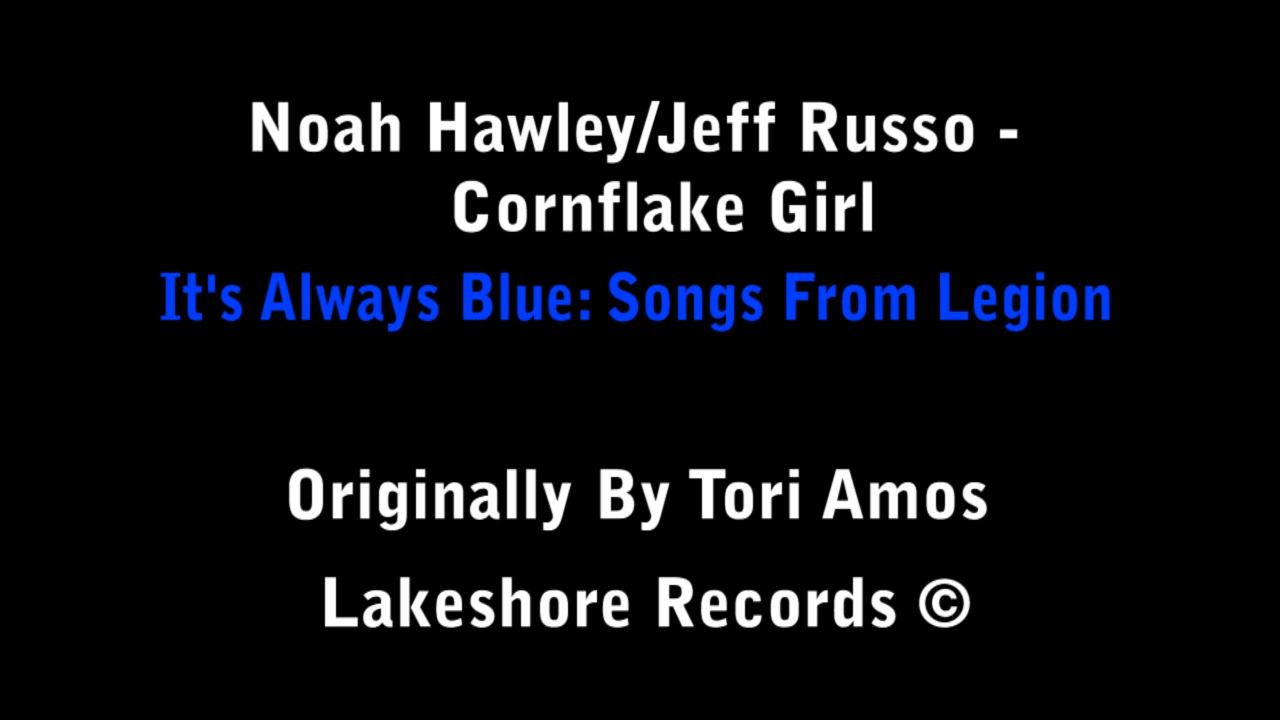 Noah Hawley/Jeff Russo -
Cornflake Girl
It's Always Blue: Songs From Legion
Originally By Tori Amos
Lakeshore Records ©